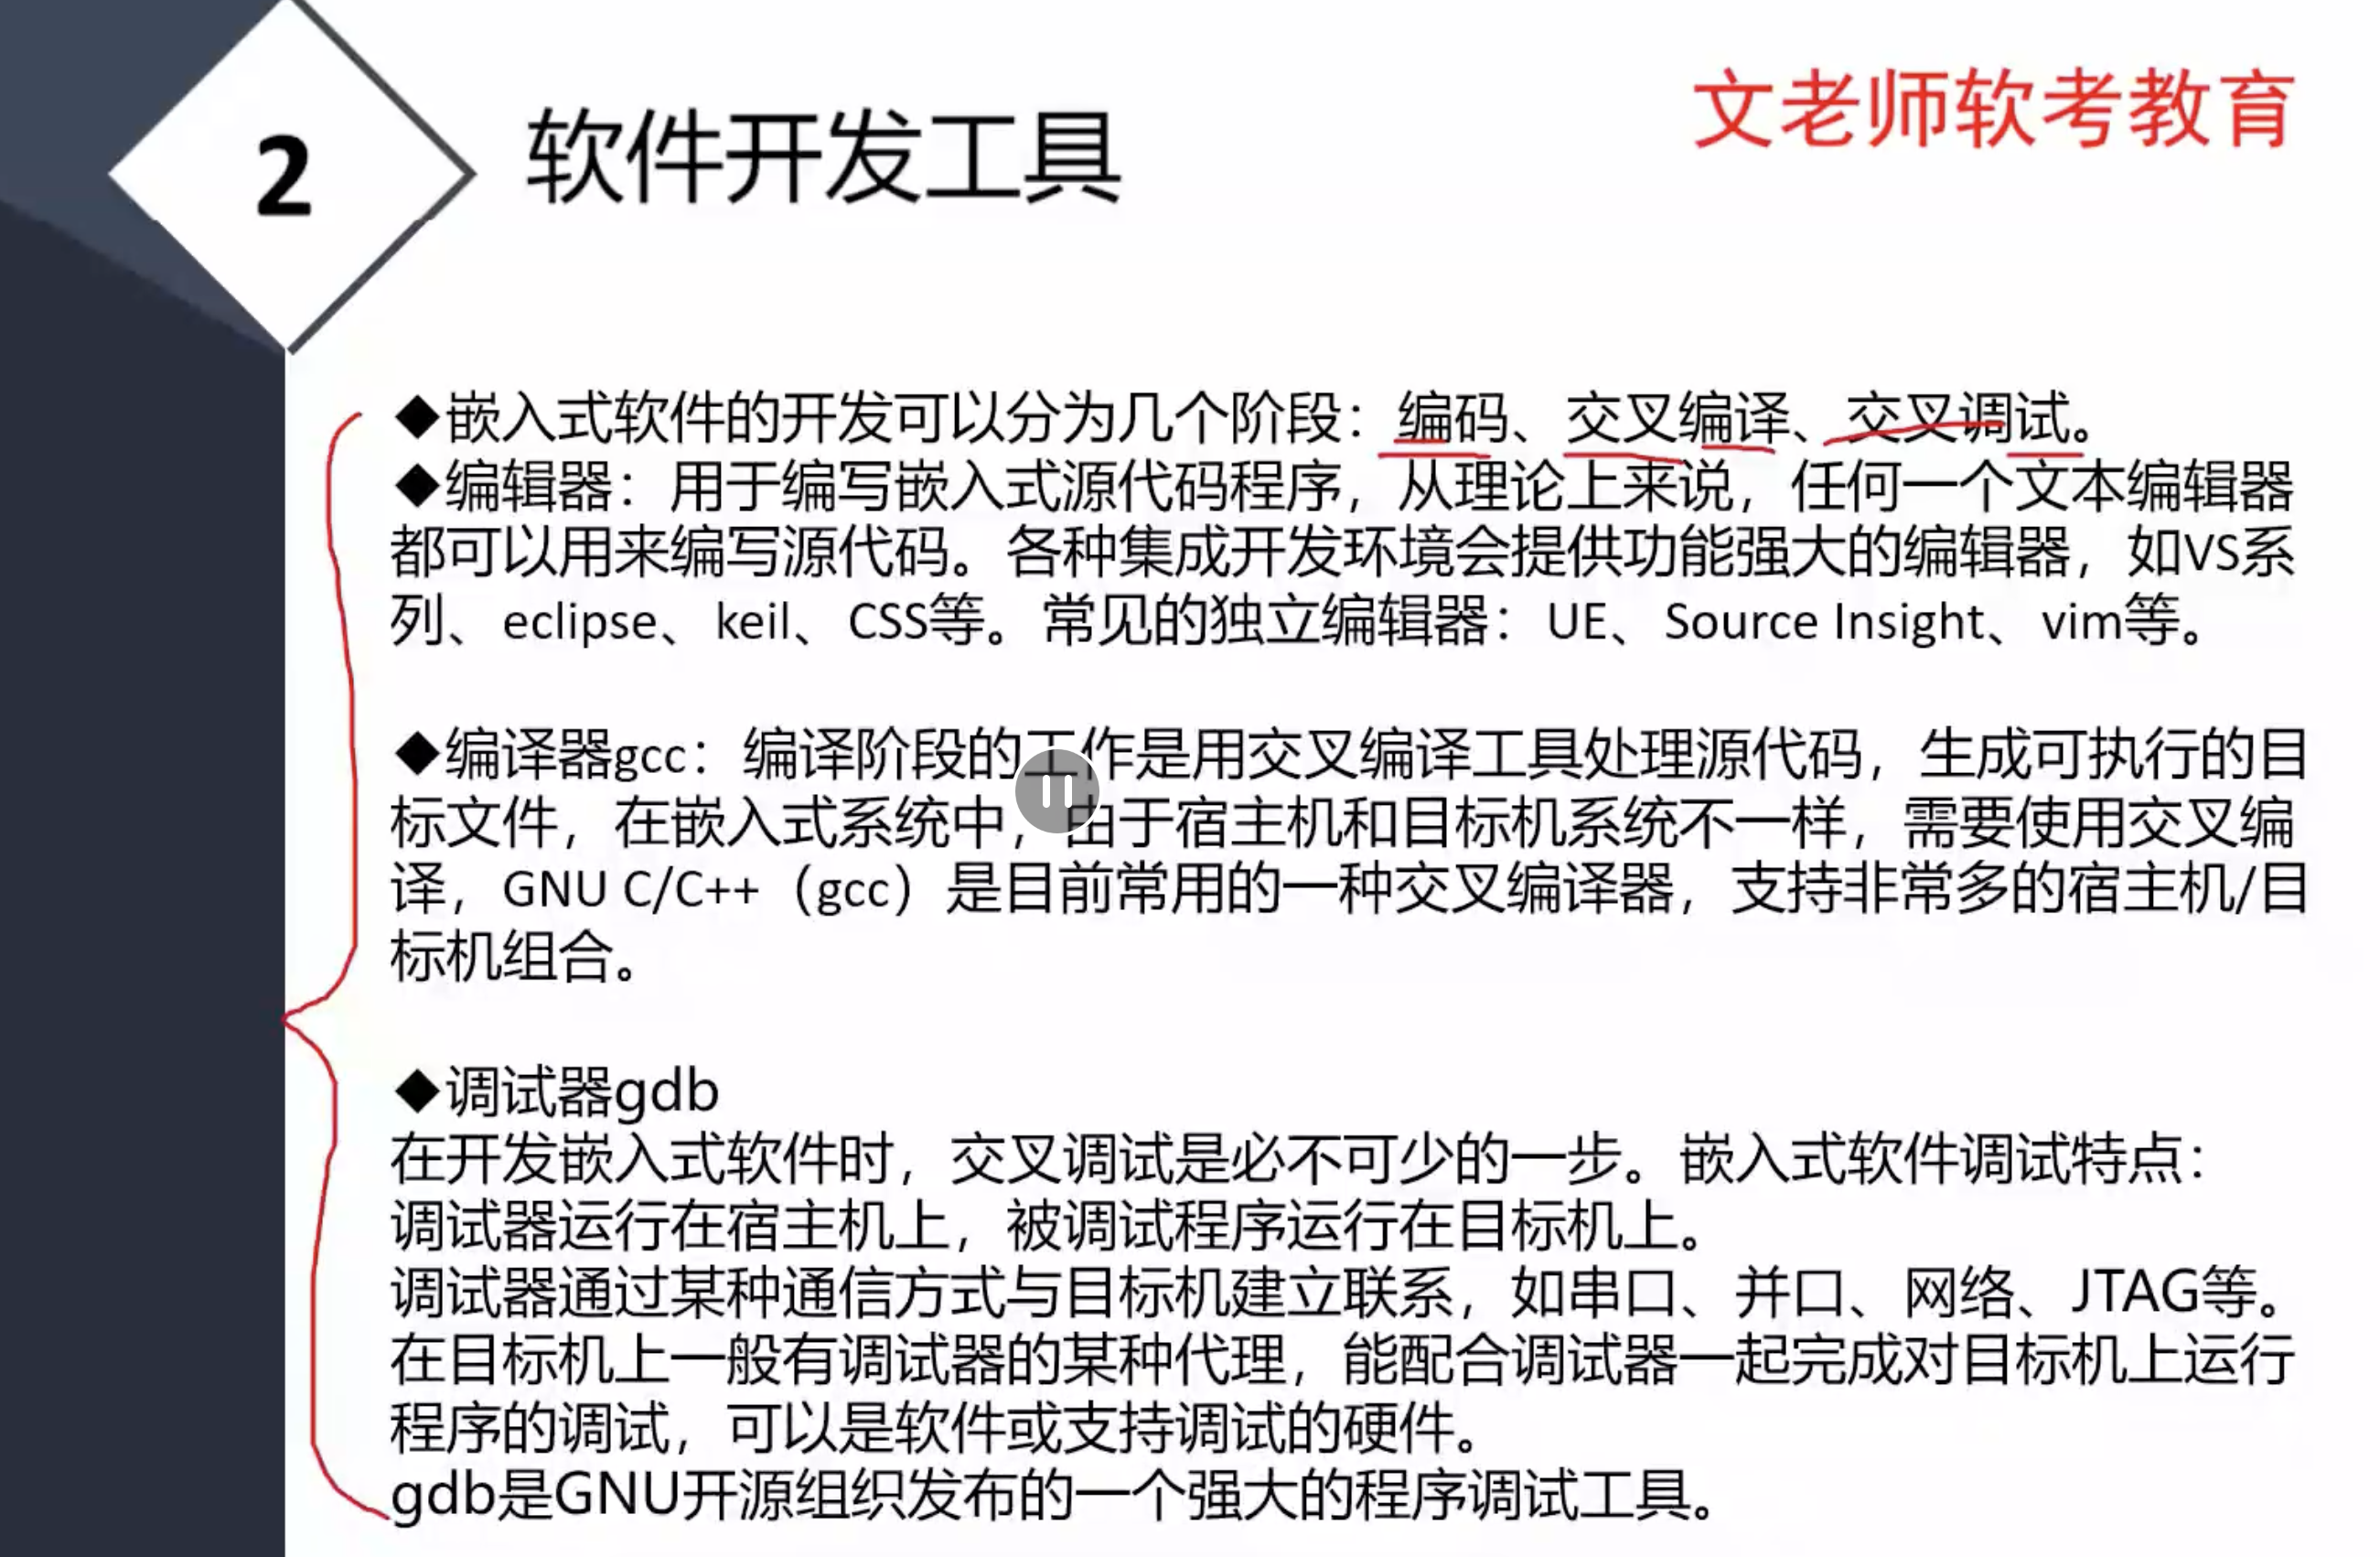 2
软件开发工具
文老师软考教育
◆嵌入式软件的开发可以分为几个阶段：编码、交叉编译、交叉调试。
◆编辑器：用于编写嵌入式源代码程序，从理论上来说，任何一个文本编辑器
都可以用来编写源代码。各种集成开发环境会提供功能强大的编辑器，如VS系
列、eclipse、keil、CSS等。常见的独立编辑器：UE、Source Insight、vim等。
◆编译器gcc：编译阶段的工作是用交叉编译工具处理源代码，生成可执行的目
标文件，在嵌入式系统中，由于宿主机和目标机系统不一样，需要使用交叉编
译，GNU C/C++（gcc）是目前常用的一种交叉编译器，支持非常多的宿主机/目
标机组合。
◆调试器gdb
在开发嵌入式软件时，交叉调试是必不可少的一步。嵌入式软件调试特点：
调试器运行在宿主机上，被调试程序运行在目标机上。
调试器通过某种通信方式与目标机建立联系，如串口、并口、网络、JTAG等。
在目标机上一般有调试器的某种代理，能配合调试器一起完成对目标机上运行
程序的调试，可以是软件或支持调试的硬件。
gdb是GNU开源组织发布的一个强大的程序调试工具。